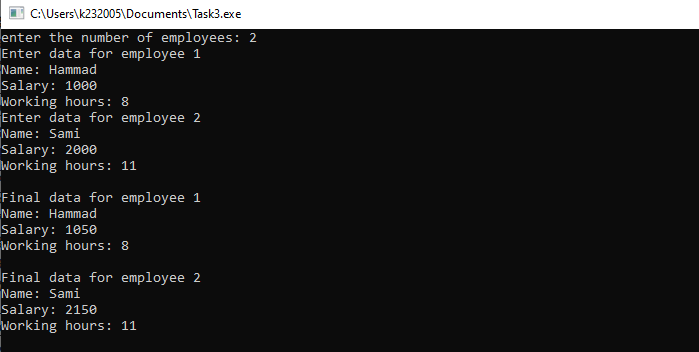 C:\Users\k232005\Documents\Task3.exe
enter the number of employees: 2
Enter data for employee 1
Name: Hammad
Salary: 1000
Working hours: 8
Enter data for employee 2
Name: Sami
Salary: 2000
Working hours: 11
Final data for employee 1
Name: Hammad
Salary: 1050
Working hours: 8
Final data for employee 2
Name: Sami
Salary: 2150
Working hours: 11